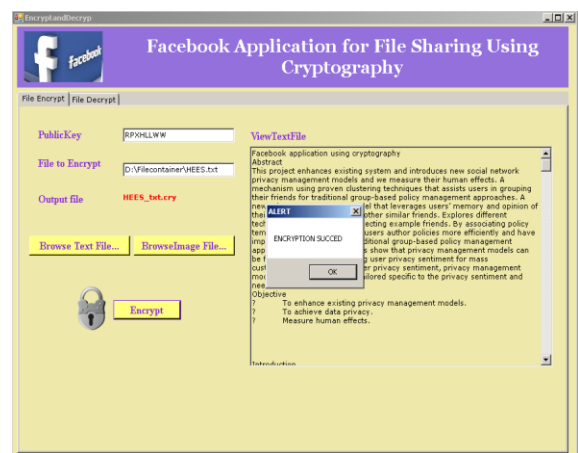 EncryptandDecryp
facebook
Facebook Application for File Sharing Using
Cryptography
File Encrypt
File Decrypt
PublicKey
RPXHLLWW
File to Encrypt
D:\Filecontainer\HEES.txt
Output file
HEES_txt.cry
Browse Text File...
BrowseImage File...
Encrypt
ViewTextFile
Facebook application using cryptography
Abstract
This project enhances existing system and introduces new social network
privacy management models and we measure their human effects. A
mechanism using proven clustering techniques that assists users in grouping
their friends for traditional group-based policy management approaches. A
new el that leverages users' memory and opinion of
their other similar friends. Explores different
tech ecting example friends. By associating policy
tem users author policies more efficiently and have
imp ditional group-based policy management
app s show that privacy management models can
be f g user privacy sentiment for mass
cust er privacy sentiment, privacy management
mod ilored specific to the privacy sentiment and
nee
Objective
? To enhance existing privacy management models.
? To achieve data privacy.
? Measure human effects.
Introduction
ALERT
ENCRYPTION SUCCED
OK